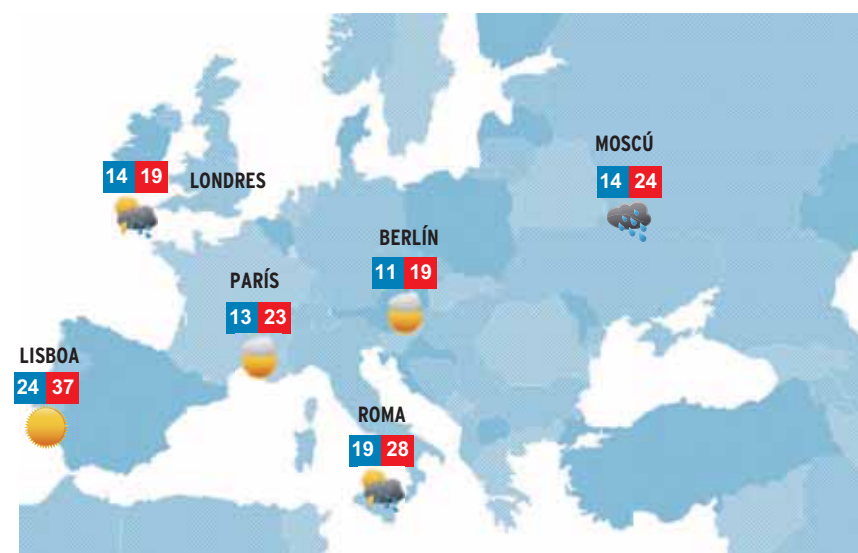 MOSCÚ
14 24
14 19
LONDRES
BERLÍN
11 19
PARÍS
13 23
LISBOA
24 37
ROMA
19 28